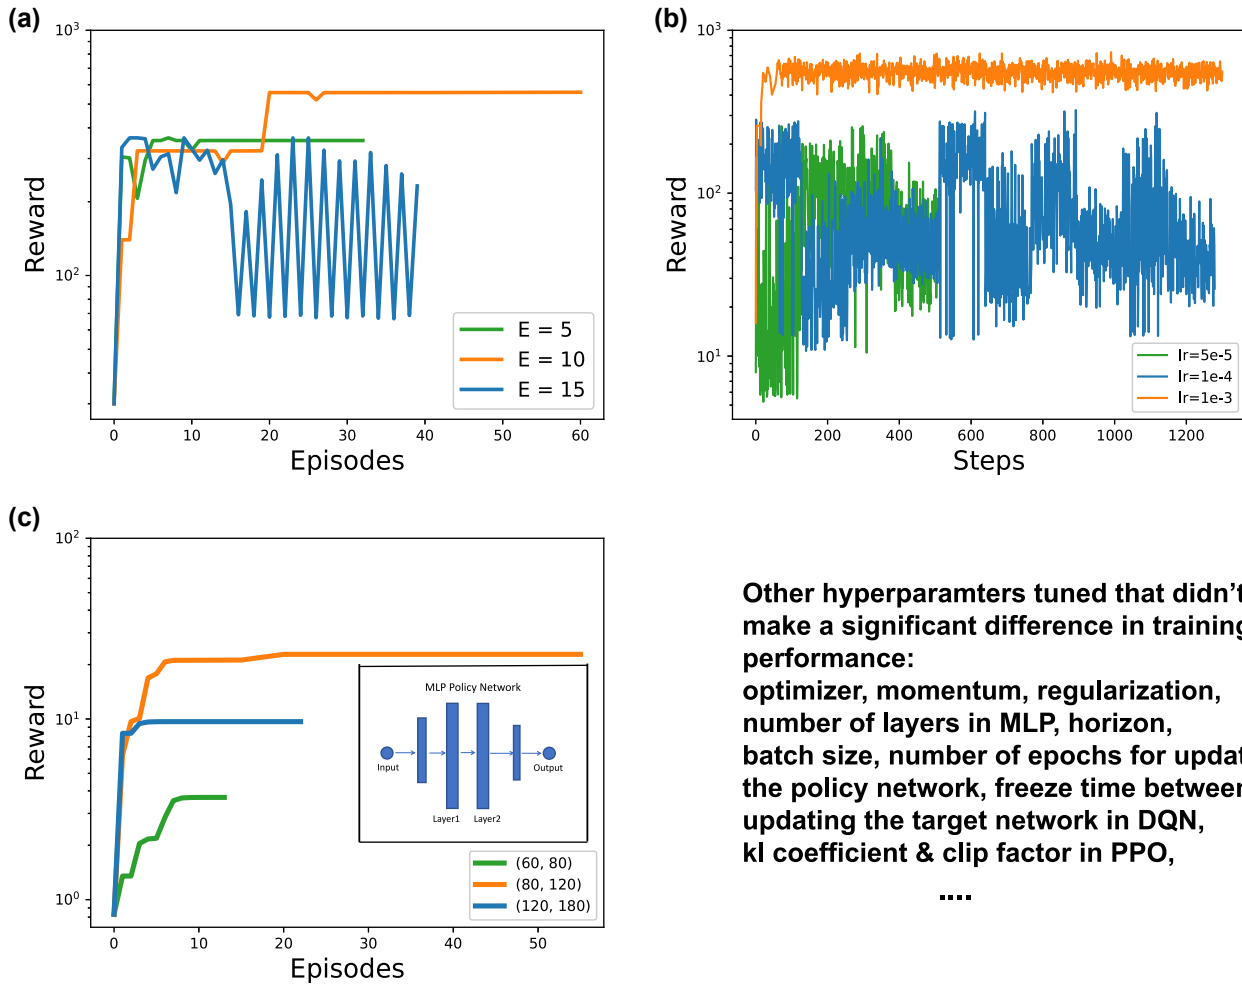 (a)
10³
10²
Reward
E = 5
E = 10
E = 15
0 10 20 30 40 50 60
Episodes
(b)
10³
10²
10¹
Reward
lr=5e-5
lr=1e-4
lr=1e-3
0 200 400 600 800 1000 1200
Steps
(c)
10²
10¹
10⁰
Reward
MLP Policy Network
Input
Output
Layer1 Layer2
(60, 80)
(80, 120)
(120, 180)
0 10 20 30 40 50
Episodes
Other hyperparamters tuned that didn't
make a significant difference in training
performance:
optimizer, momentum, regularization,
number of layers in MLP, horizon,
batch size, number of epochs for updat
the policy network, freeze time between
updating the target network in DQN,
kl coefficient & clip factor in PPO,
....